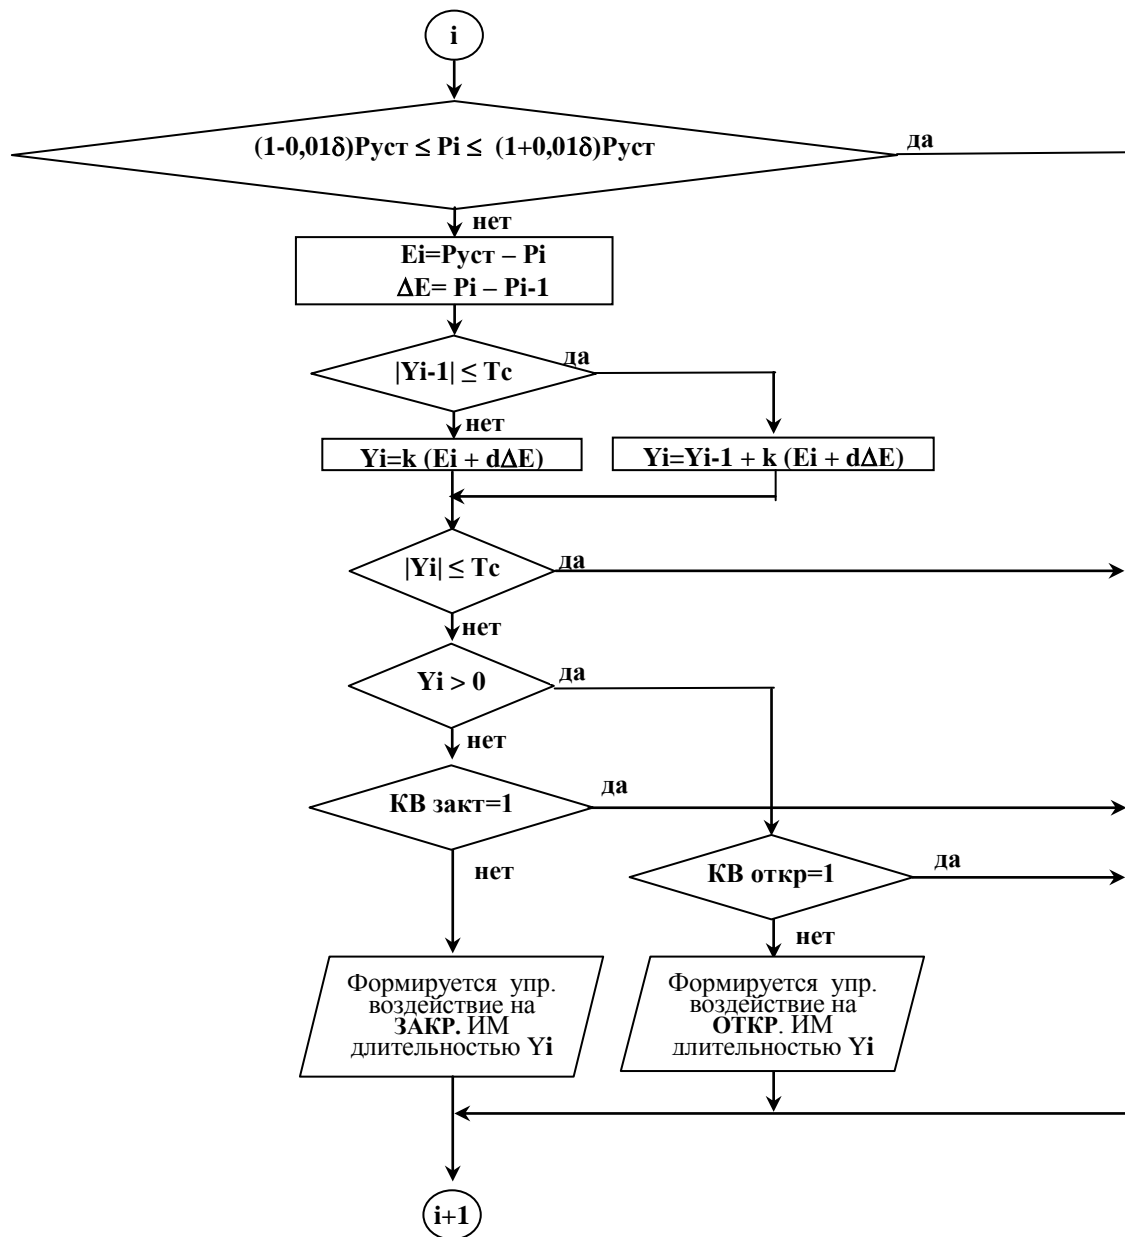 i
(1-0,01δ)Руст ≤ Pi ≤ (1+0,01δ)Руст
да
нет
Ei=Руст – Pi
ΔE= Pi – Pi-1
|Yi-1| ≤ Tc
да
нет
Yi=k (Ei + dΔE)
Yi=Yi-1 + k (Ei + dΔE)
|Yi| ≤ Tc
да
нет
Yi > 0
да
нет
КВ закт=1
да
нет
КВ откр=1
да
нет
Формируется упр.
воздействие на
ЗАКР. ИМ
длительностью Yi
Формируется упр.
воздействие на
ОТКР. ИМ
длительностью Yi
i+1